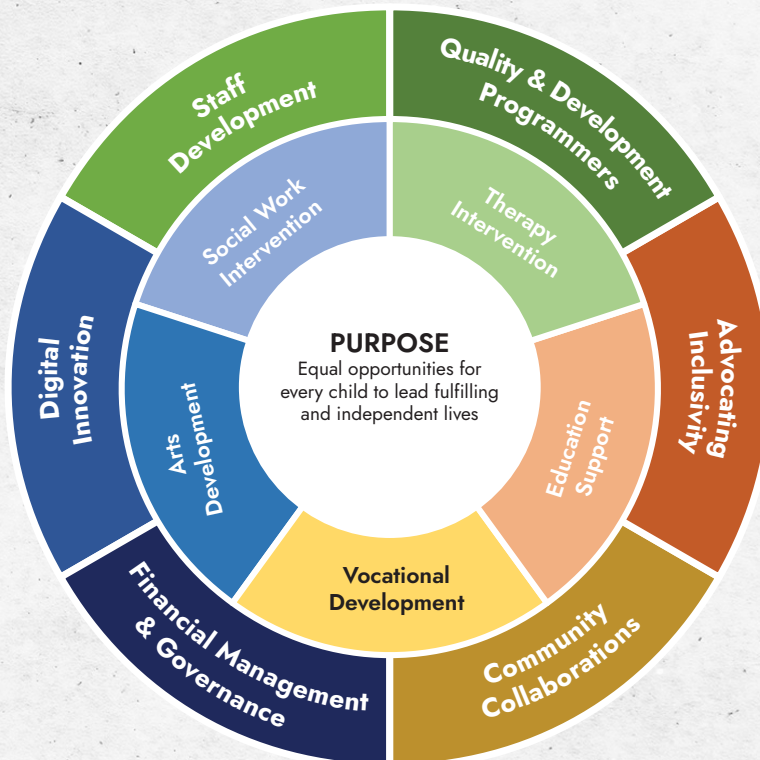 Staff
Development
Quality & Development
Programmers
Social Work
Intervention
Therapy
Intervention
Digital
Innovation
PURPOSE
Equal opportunities for
every child to lead fulfilling
and independent lives
Advocating
Inclusivity
Arts
Development
Education
Support
Vocational
Development
Financial Management
& Governance
Community
Collaborations